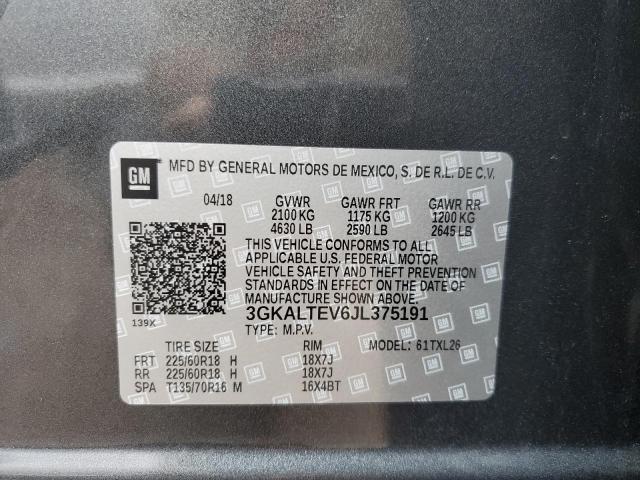 GM
MFD BY GENERAL MOTORS DE MEXICO, S. DE R.L. DE C.V.
04/18 GVWR GAWR FRT GAWR RR
2100 KG 1175 KG 1200 KG
4630 LB 2590 LB 2645 LB
THIS VEHICLE CONFORMS TO ALL
APPLICABLE U.S. FEDERAL MOTOR
VEHICLE SAFETY AND THEFT PREVENTION
STANDARDS IN EFFECT ON THE DATE OF
MANUFACTURE SHOWN ABOVE.
139X
3GKALTEV6JL375191
TYPE: M.P.V.
TIRE SIZE RIM MODEL: 61TXL26
FRT 225/60R18 H 18X7J
RR 225/60R18 H 18X7J
SPA T135/70R16 M 16X4BT